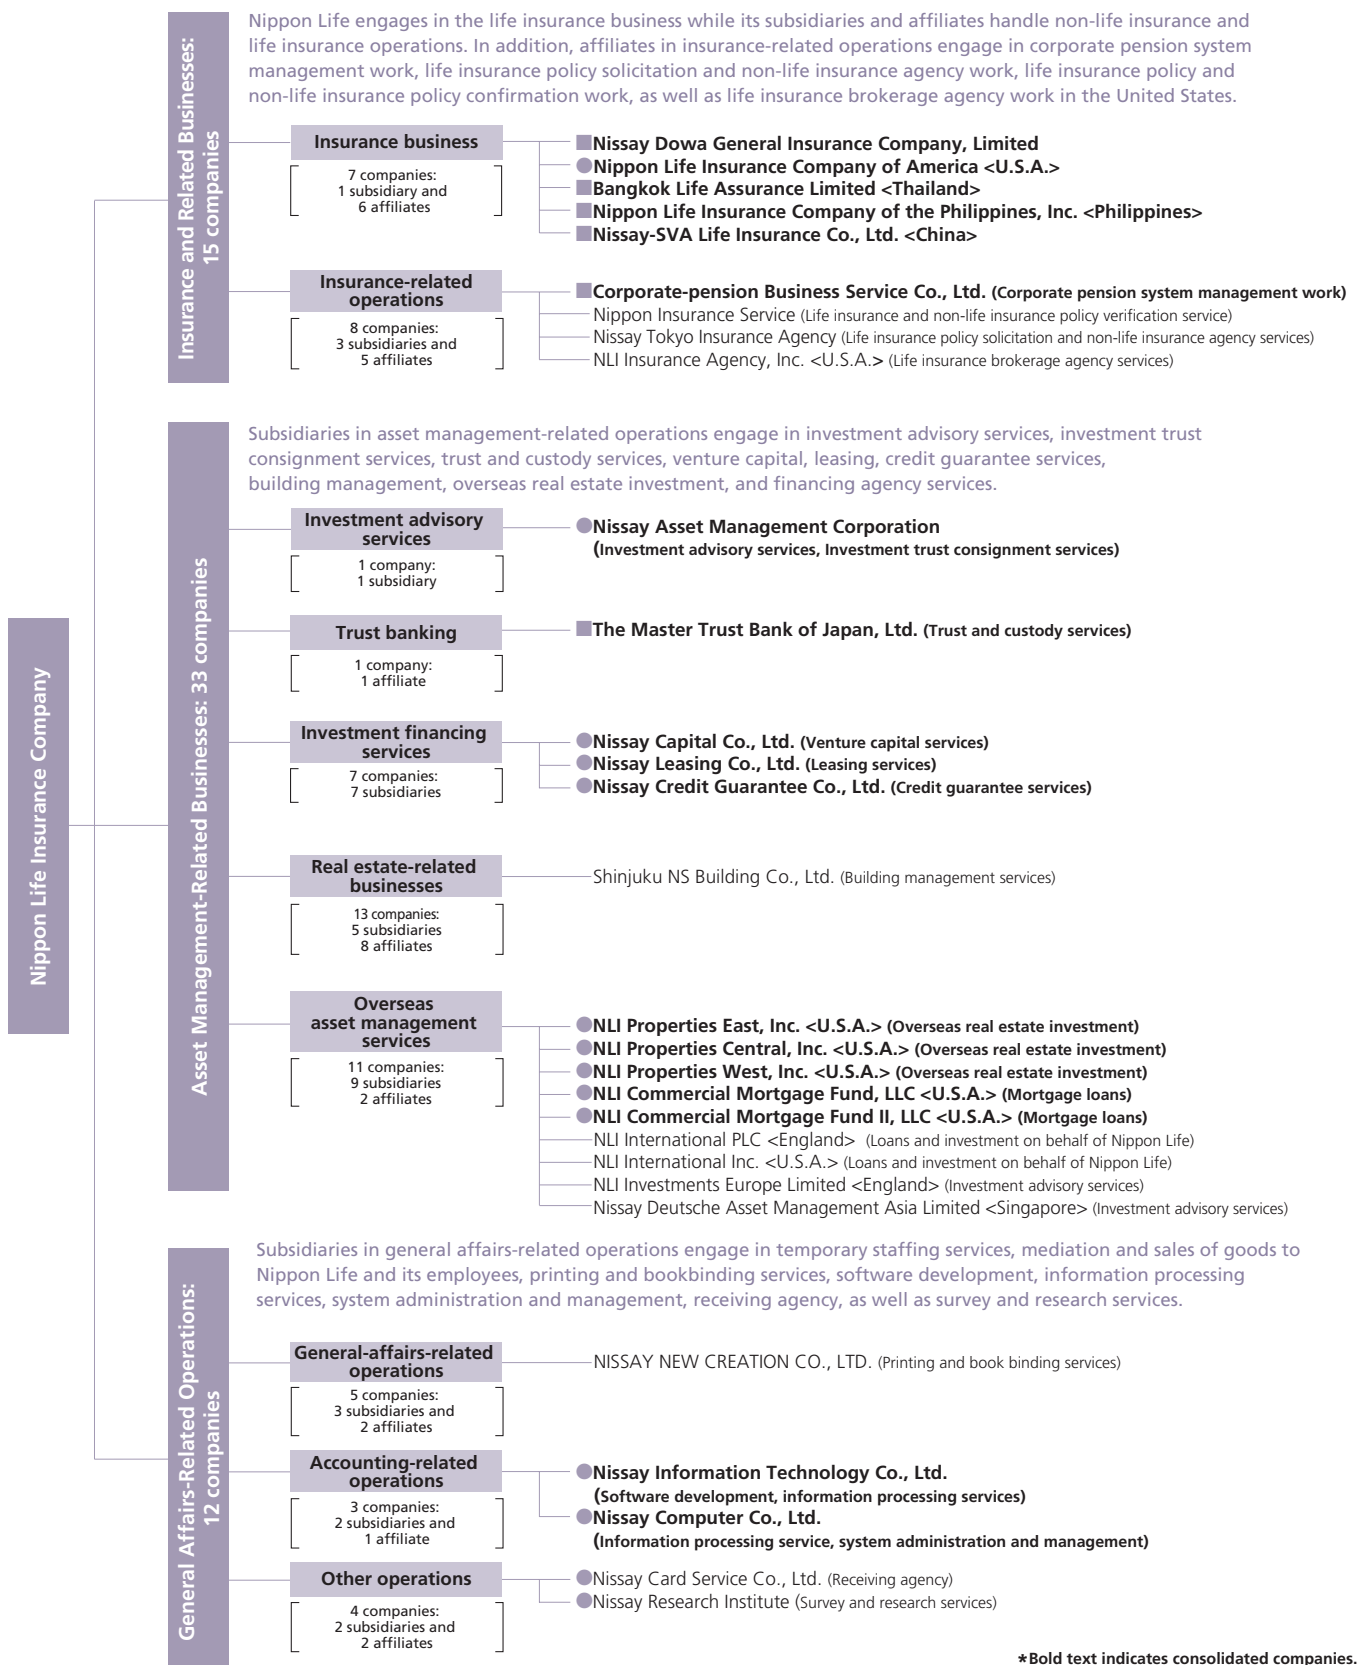 Nippon Life Insurance Company
Insurance and Related Businesses:
15 companies
Nippon Life engages in the life insurance business while its subsidiaries and affiliates handle non-life insurance and
life insurance operations. In addition, affiliates in insurance-related operations engage in corporate pension system
management work, life insurance policy solicitation and non-life insurance agency work, life insurance policy and
non-life insurance policy confirmation work, as well as life insurance brokerage agency work in the United States.
Insurance business
7 companies:
1 subsidiary and
6 affiliates
■Nissay Dowa General Insurance Company, Limited
●Nippon Life Insurance Company of America <U.S.A.>
■Bangkok Life Assurance Limited <Thailand>
■Nippon Life Insurance Company of the Philippines, Inc. <Philippines>
■Nissay-SVA Life Insurance Co., Ltd. <China>
Insurance-related
operations
8 companies:
3 subsidiaries and
5 affiliates
■Corporate-pension Business Service Co., Ltd. (Corporate pension system management work)
Nippon Insurance Service (Life insurance and non-life insurance policy verification service)
Nissay Tokyo Insurance Agency (Life insurance policy solicitation and non-life insurance agency services)
NLI Insurance Agency, Inc. <U.S.A.> (Life insurance brokerage agency services)
Asset Management-Related Businesses: 33 companies
Subsidiaries in asset management-related operations engage in investment advisory services, investment trust
consignment services, trust and custody services, venture capital, leasing, credit guarantee services,
building management, overseas real estate investment, and financing agency services.
Investment advisory
services
1 company:
1 subsidiary
●Nissay Asset Management Corporation
(Investment advisory services, Investment trust consignment services)
Trust banking
1 company:
1 affiliate
■The Master Trust Bank of Japan, Ltd. (Trust and custody services)
Investment financing
services
7 companies:
7 subsidiaries
●Nissay Capital Co., Ltd. (Venture capital services)
●Nissay Leasing Co., Ltd. (Leasing services)
●Nissay Credit Guarantee Co., Ltd. (Credit guarantee services)
Real estate-related
businesses
13 companies:
5 subsidiaries
8 affiliates
Shinjuku NS Building Co., Ltd. (Building management services)
Overseas
asset management
services
11 companies:
9 subsidiaries
2 affiliates
●NLI Properties East, Inc. <U.S.A.> (Overseas real estate investment)
●NLI Properties Central, Inc. <U.S.A.> (Overseas real estate investment)
●NLI Properties West, Inc. <U.S.A.> (Overseas real estate investment)
●NLI Commercial Mortgage Fund, LLC <U.S.A.> (Mortgage loans)
●NLI Commercial Mortgage Fund II, LLC <U.S.A.> (Mortgage loans)
NLI International PLC <England> (Loans and investment on behalf of Nippon Life)
NLI International Inc. <U.S.A.> (Loans and investment on behalf of Nippon Life)
NLI Investments Europe Limited <England> (Investment advisory services)
Nissay Deutsche Asset Management Asia Limited <Singapore> (Investment advisory services)
General Affairs-Related Operations:
12 companies
Subsidiaries in general affairs-related operations engage in temporary staffing services, mediation and sales of goods to
Nippon Life and its employees, printing and bookbinding services, software development, information processing
services, system administration and management, receiving agency, as well as survey and research services.
General-affairs-related
operations
5 companies:
3 subsidiaries and
2 affiliates
NISSAY NEW CREATION CO., LTD. (Printing and book binding services)
Accounting-related
operations
3 companies:
2 subsidiaries and
1 affiliate
●Nissay Information Technology Co., Ltd.
(Software development, information processing services)
●Nissay Computer Co., Ltd.
(Information processing service, system administration and management)
Other operations
4 companies:
2 subsidiaries and
2 affiliates
●Nissay Card Service Co., Ltd. (Receiving agency)
●Nissay Research Institute (Survey and research services)
*Bold text indicates consolidated companies.